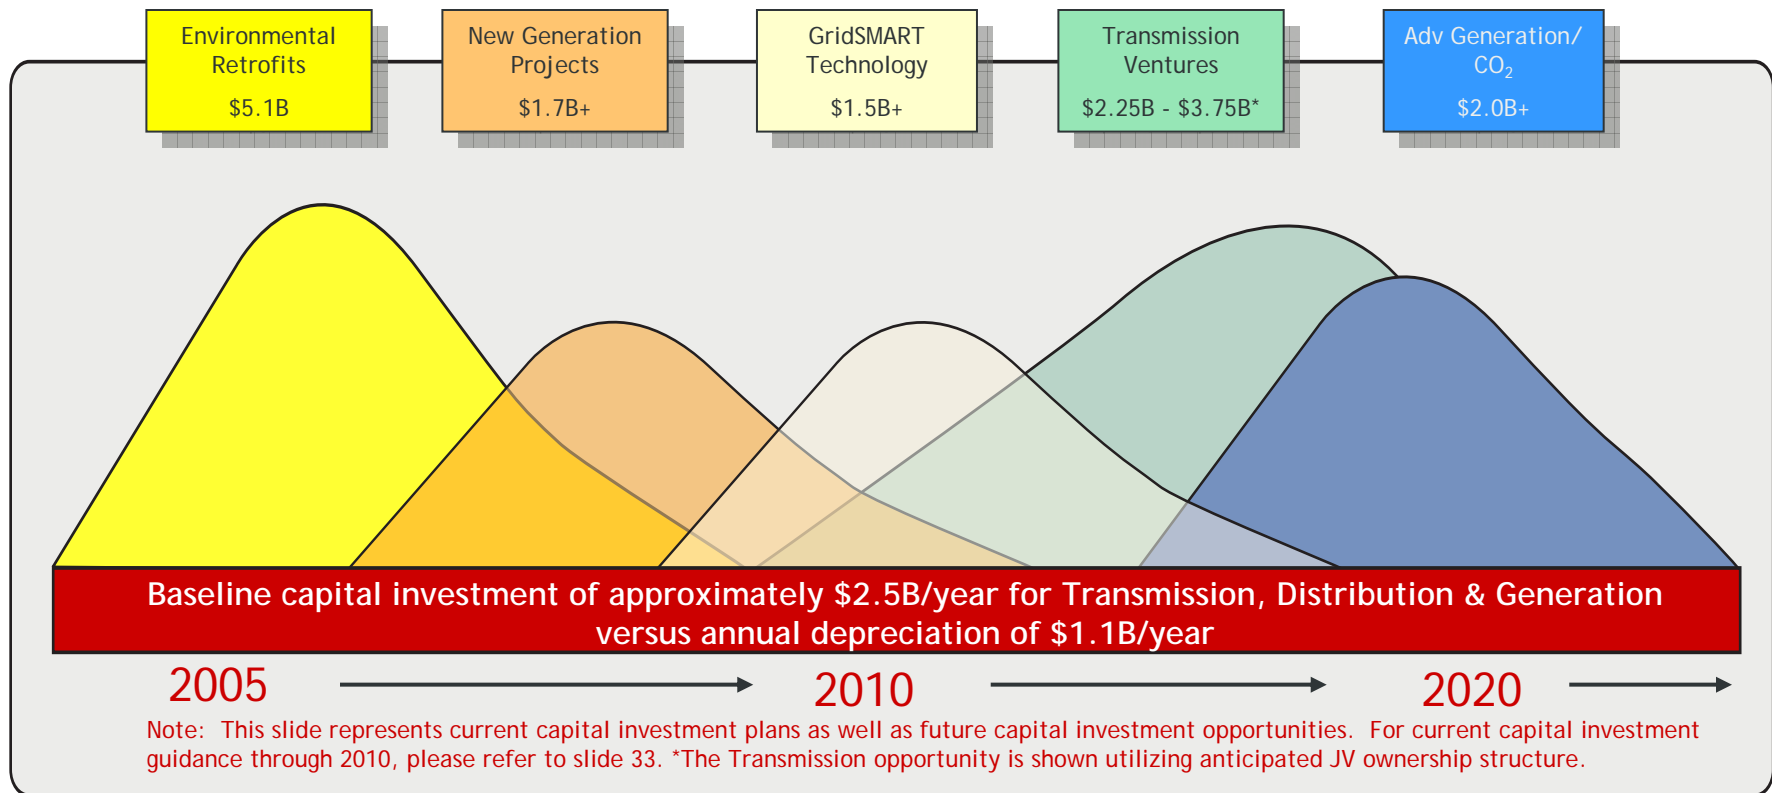 Environmental
Retrofits
$5.1B
New Generation
Projects
$1.7B+
GridSMART
Technology
$1.5B+
Transmission
Ventures
$2.25B - $3.75B*
Adv Generation/
CO₂
$2.0B+
Baseline capital investment of approximately $2.5B/year for Transmission, Distribution & Generation
versus annual depreciation of $1.1B/year
2005
2010
2020
Note: This slide represents current capital investment plans as well as future capital investment opportunities. For current capital investment
guidance through 2010, please refer to slide 33. *The Transmission opportunity is shown utilizing anticipated JV ownership structure.